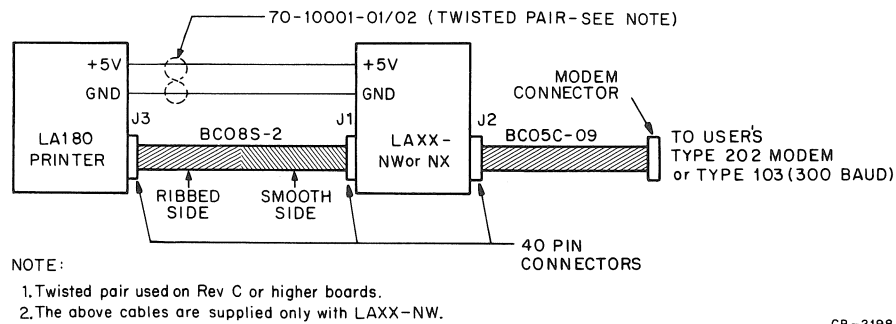 70-10001-01/02 (TWISTED PAIR-SEE NOTE)
+5V
GND
J3
LA180
PRINTER
BC08S-2
RIBBED
SIDE
SMOOTH
SIDE
+5V
GND
J1
LAXX-
NW or NX
J2
BC05C-09
MODEM
CONNECTOR
TO USER'S
TYPE 202 MODEM
or TYPE 103 (300 BAUD)
40 PIN
CONNECTORS
NOTE:
1. Twisted pair used on Rev C or higher boards.
2. The above cables are supplied only with LAXX-NW.